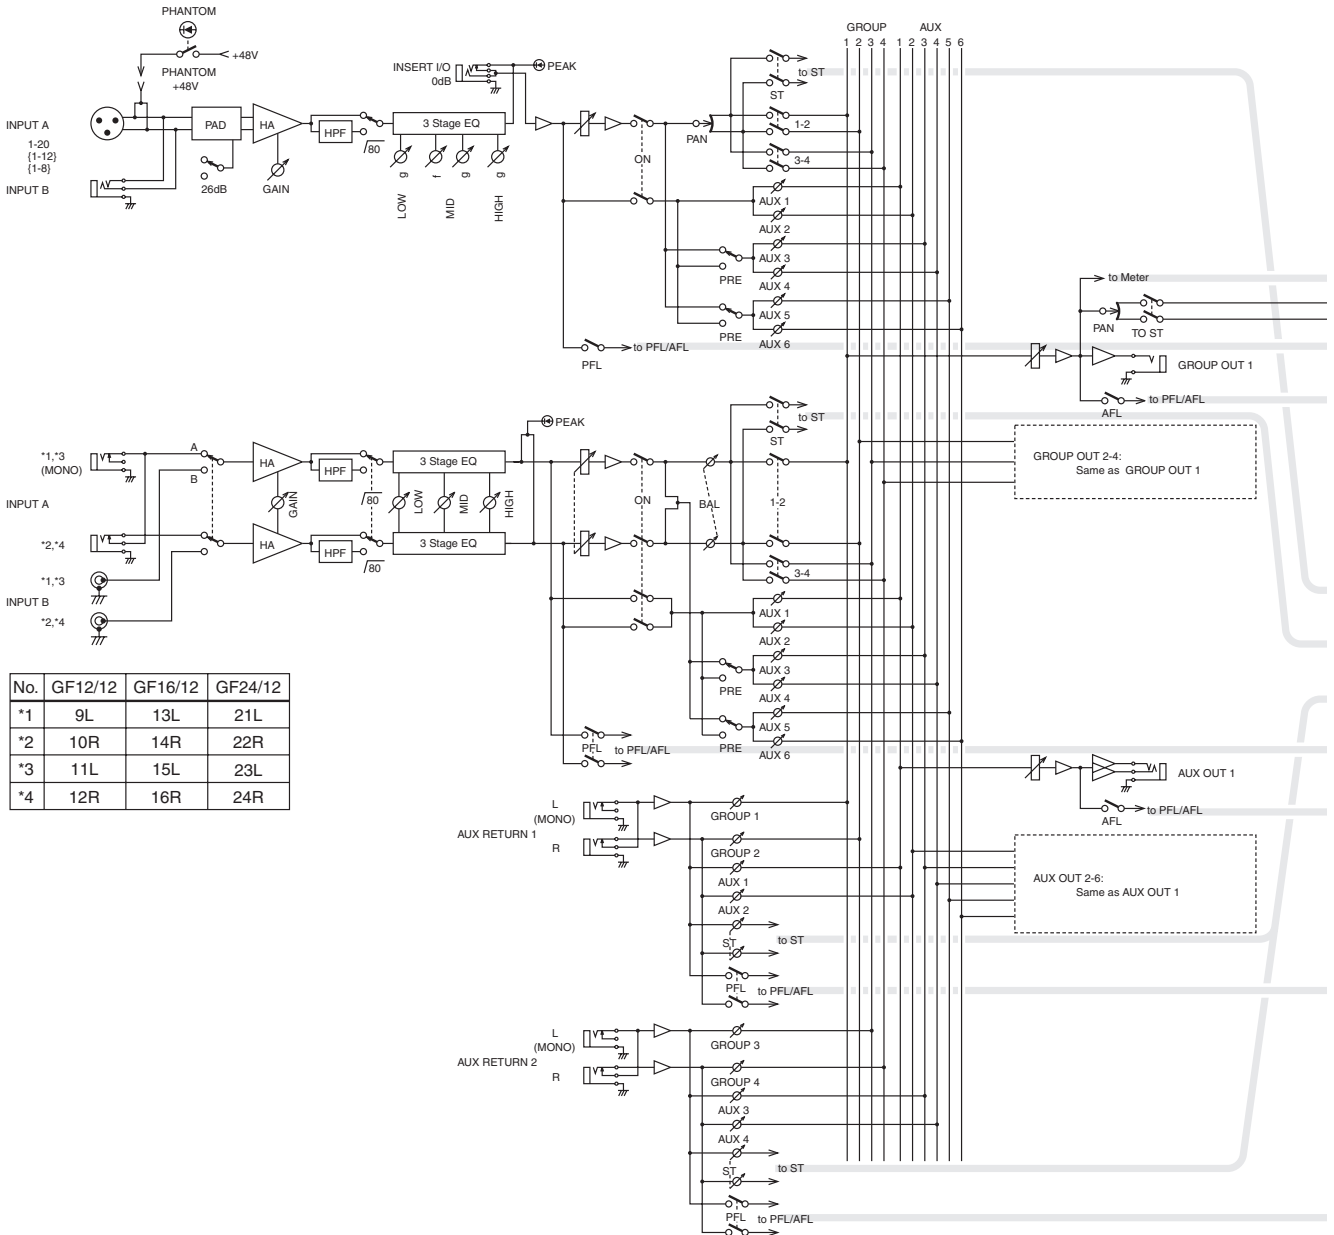 PHANTOM
+48V
PHANTOM
+48V
INPUT A
1-20
{1-12}
{1-8}
INPUT B
PAD
26dB
HA
GAIN
HPF
/80
3 Stage EQ
g
f
g
g
LOW
MID
HIGH
INSERT I/O
0dB
PEAK
ON
PAN
GROUP
AUX
1 2 3 4 1 2 3 4 5 6
to ST
ST
1-2
3-4
AUX 1
AUX 2
AUX 3
PRE
AUX 4
AUX 5
PRE
AUX 6
PFL
to PFL/AFL
to Meter
PAN
TO ST
GROUP OUT 1
AFL
to PFL/AFL
GROUP OUT 2-4:
Same as GROUP OUT 1
*1,*3
(MONO)
INPUT A
*2,*4
*1,*3
INPUT B
*2,*4
A
B
HA
GAIN
HA
HPF
/80
HPF
/80
3 Stage EQ
LOW
MID
HIGH
3 Stage EQ
PEAK
ON
BAL
to ST
ST
1-2
3-4
AUX 1
AUX 2
AUX 3
PRE
AUX 4
AUX 5
PRE
AUX 6
PFL
to PFL/AFL
No. GF12/12 GF16/12 GF24/12
*1 9L 13L 21L
*2 10R 14R 22R
*3 11L 15L 23L
*4 12R 16R 24R
AUX OUT 1
AFL
to PFL/AFL
AUX OUT 2-6:
Same as AUX OUT 1
AUX RETURN 1
L
(MONO)
R
GROUP 1
GROUP 2
AUX 1
AUX 2
ST
to ST
PFL
to PFL/AFL
AUX RETURN 2
L
(MONO)
R
GROUP 3
GROUP 4
AUX 3
AUX 4
ST
to ST
PFL
to PFL/AFL